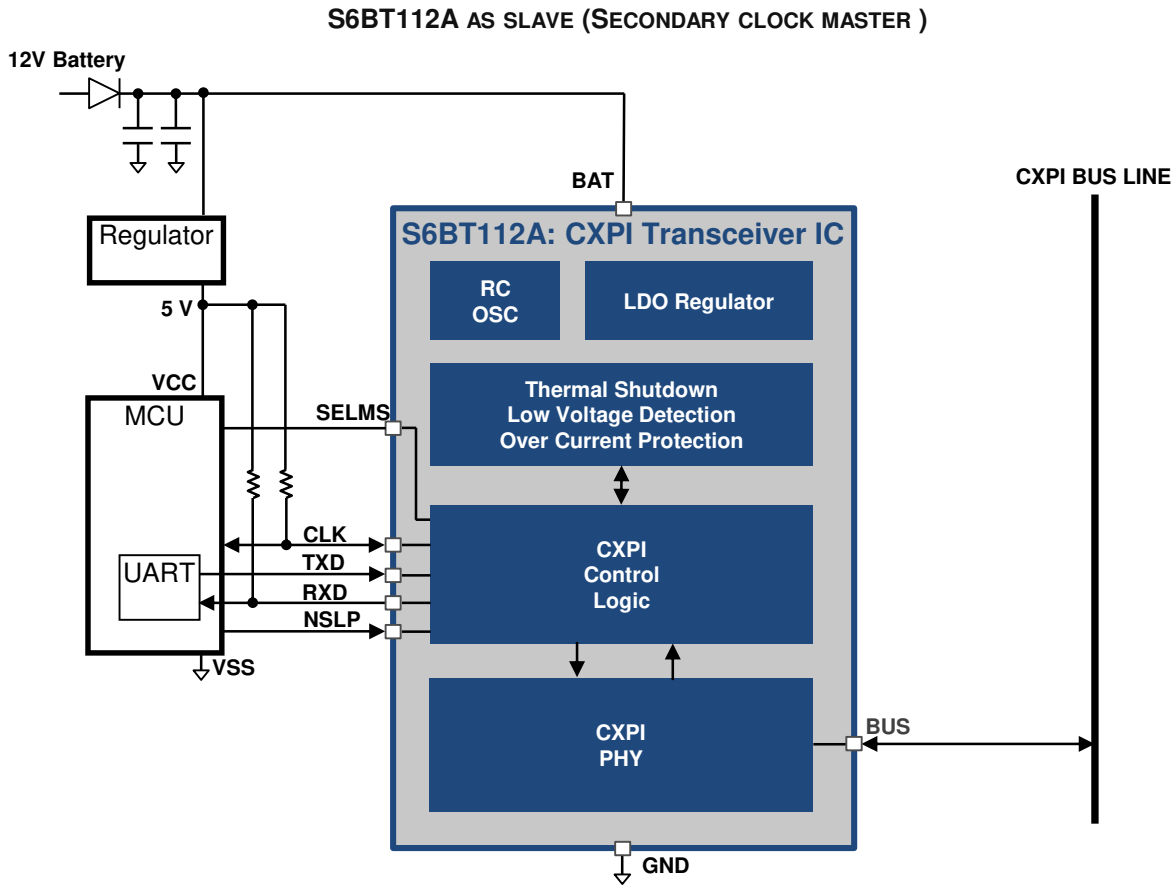 S6BT112A AS SLAVE (SECONDARY CLOCK MASTER )
12V Battery
BAT
CXPI BUS LINE
Regulator
S6BT112A: CXPI Transceiver IC
RC
OSC
LDO Regulator
5 V
VCC
MCU
SELMS
Thermal Shutdown
Low Voltage Detection
Over Current Protection
CLK
UART
TXD
RXD
NSLP
CXPI
Control
Logic
VSS
CXPI
PHY
BUS
GND